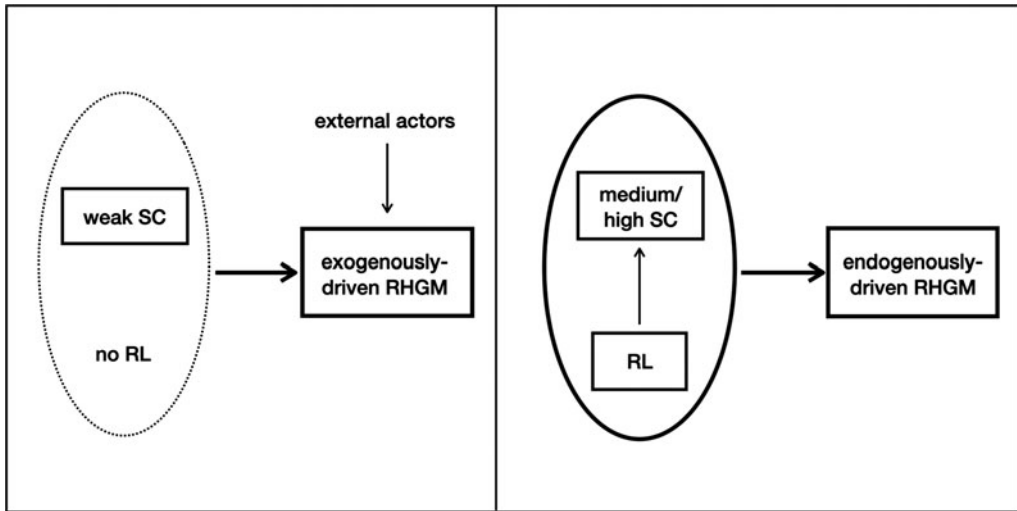 external actors
weak SC
exogenously-
driven RHGM
no RL
medium/
high SC
endogenously-
driven RHGM
RL